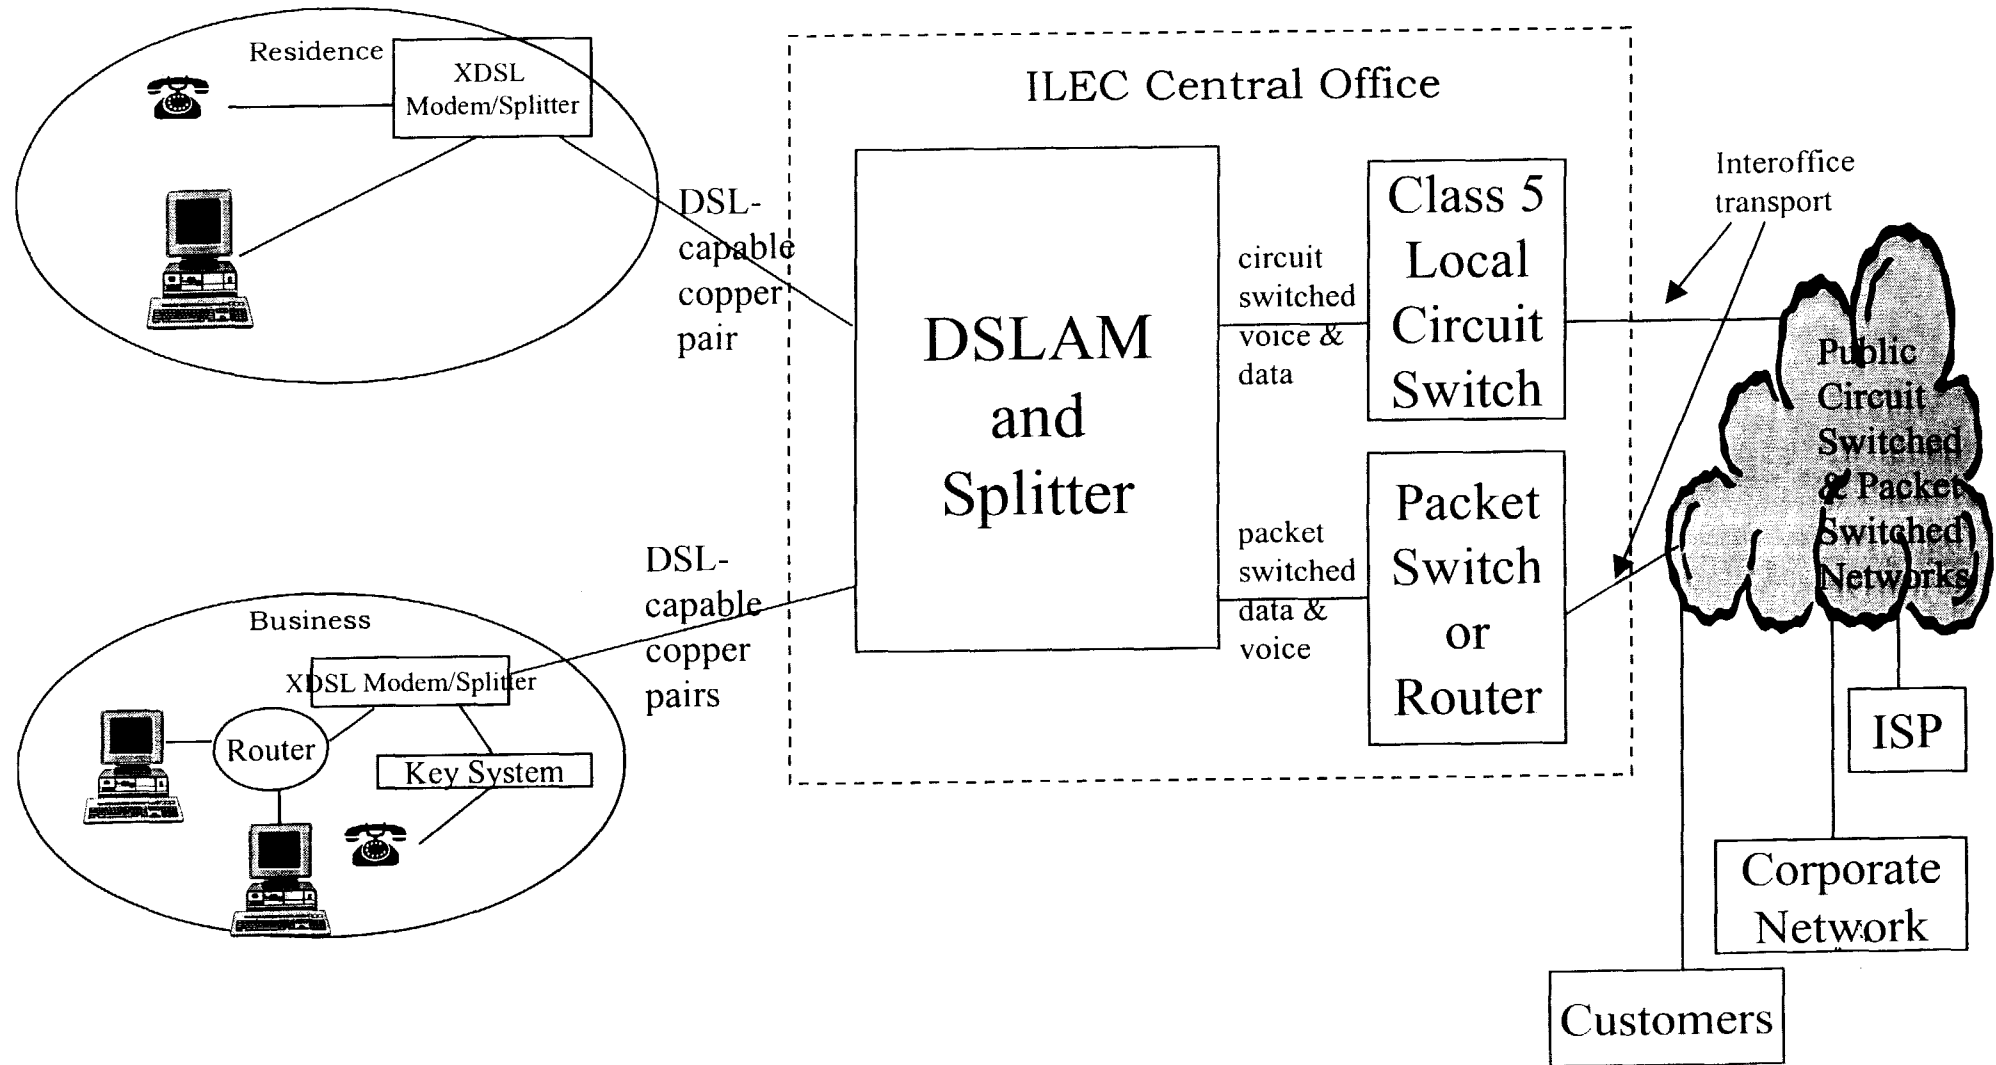 Residence
XDSL
Modem/Splitter
DSL-
capable
copper
pair
ILEC Central Office
DSLAM
and
Splitter
circuit
switched
voice &
data
Class 5
Local
Circuit
Switch
Interoffice
transport
Public
Circuit
Switched
& Packet
Switched
Networks
packet
switched
data &
voice
Packet
Switch
or
Router
DSL-
capable
copper
pairs
Business
XDSL Modem/Splitter
Router
Key System
ISP
Corporate
Network
Customers